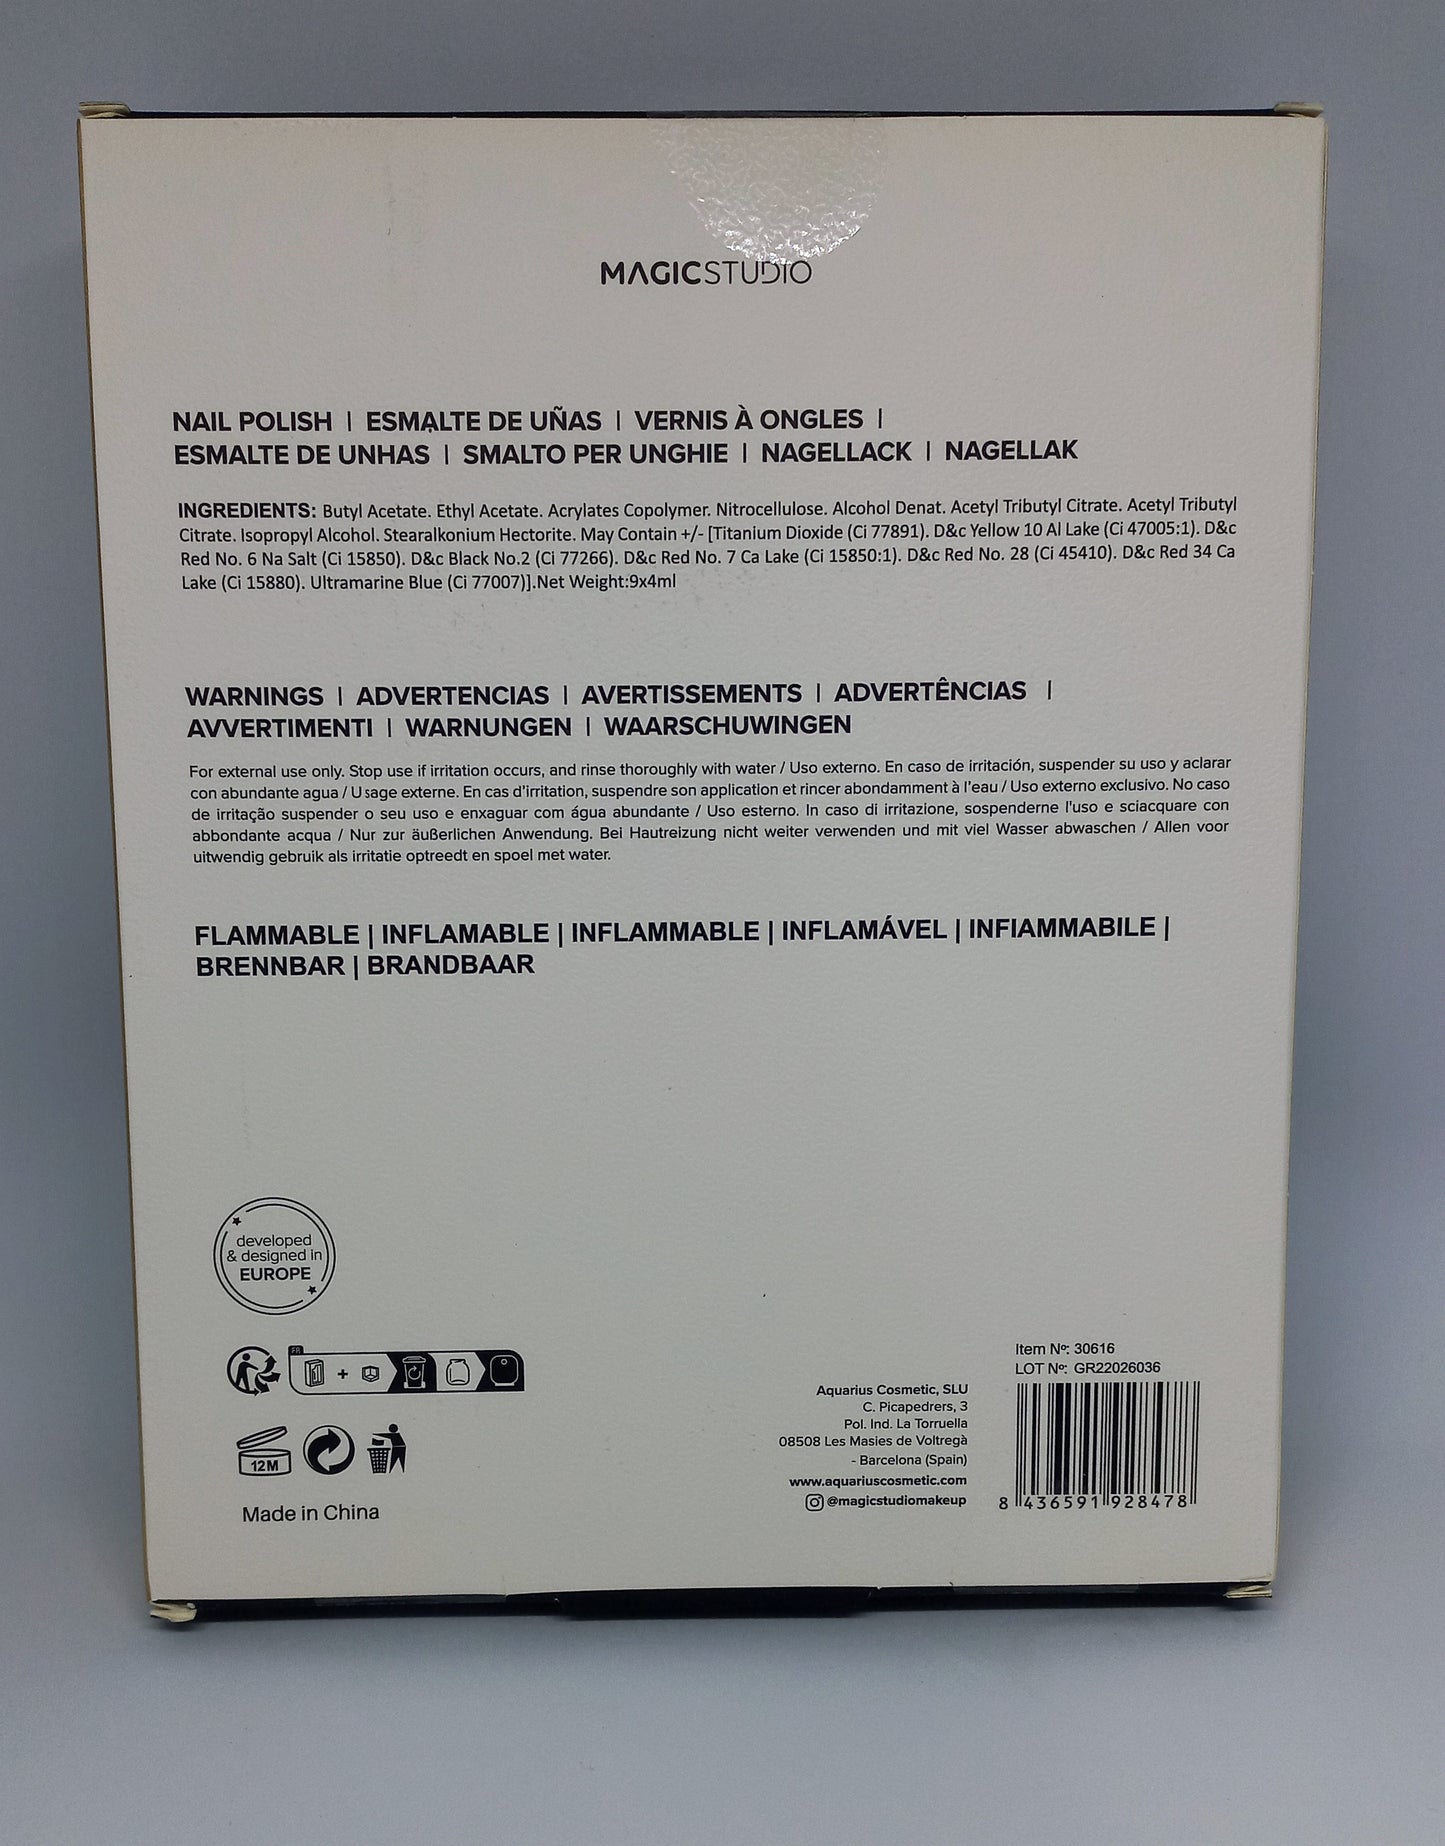 MAGICSTUDIO
NAIL POLISH | ESMALTE DE UÑAS | VERNIS À ONGLES |
ESMALTE DE UNHAS | SMALTO PER UNGHIE | NAGELLACK | NAGELLAK
INGREDIENTS: Butyl Acetate. Ethyl Acetate. Acrylates Copolymer. Nitrocellulose. Alcohol Denat. Acetyl Tributyl Citrate. Acetyl Tributyl
Citrate. Isopropyl Alcohol. Stearalkonium Hectorite. May Contain +/- [Titanium Dioxide (Ci 77891). D&c Yellow 10 Al Lake (Ci 47005:1). D&c
Red No. 6 Na Salt (Ci 15850). D&c Black No.2 (Ci 77266). D&c Red No. 7 Ca Lake (Ci 15850:1). D&c Red No. 28 (Ci 45410). D&c Red 34 Ca
Lake (Ci 15880). Ultramarine Blue (Ci 77007)].Net Weight:9x4ml
WARNINGS | ADVERTENCIAS | AVERTISSEMENTS | ADVERTÊNCIAS |
AVVERTIMENTI | WARNUNGEN | WAARSCHUWINGEN
For external use only. Stop use if irritation occurs, and rinse thoroughly with water / Uso externo. En caso de irritación, suspender su uso y aclarar
con abundante agua / U sage externe. En cas d'irritation, suspendre son application et rincer abondamment à l'eau / Uso externo exclusivo. No caso
de irritação suspender o seu uso e enxaguar com água abundante / Uso esterno. In caso di irritazione, sospenderne l'uso e sciacquare con
abbondante acqua / Nur zur äußerlichen Anwendung. Bei Hautreizung nicht weiter verwenden und mit viel Wasser abwaschen / Allen voor
uitwendig gebruik als irritatie optreedt en spoel met water.
FLAMMABLE | INFLAMABLE | INFLAMMABLE | INFLAMÁVEL | INFIAMMABILE |
BRENNBAR | BRANDBAAR
developed
& designed in
EUROPE
FR
+
12M
Made in China
Aquarius Cosmetic, SLU
C. Picapedrers, 3
Pol. Ind. La Torruella
08508 Les Masies de Voltregà
- Barcelona (Spain)
www.aquariuscosmetic.com
@magicstudiomakeup
Item Nº: 30616
LOT Nº: GR22026036
8 436591 928478